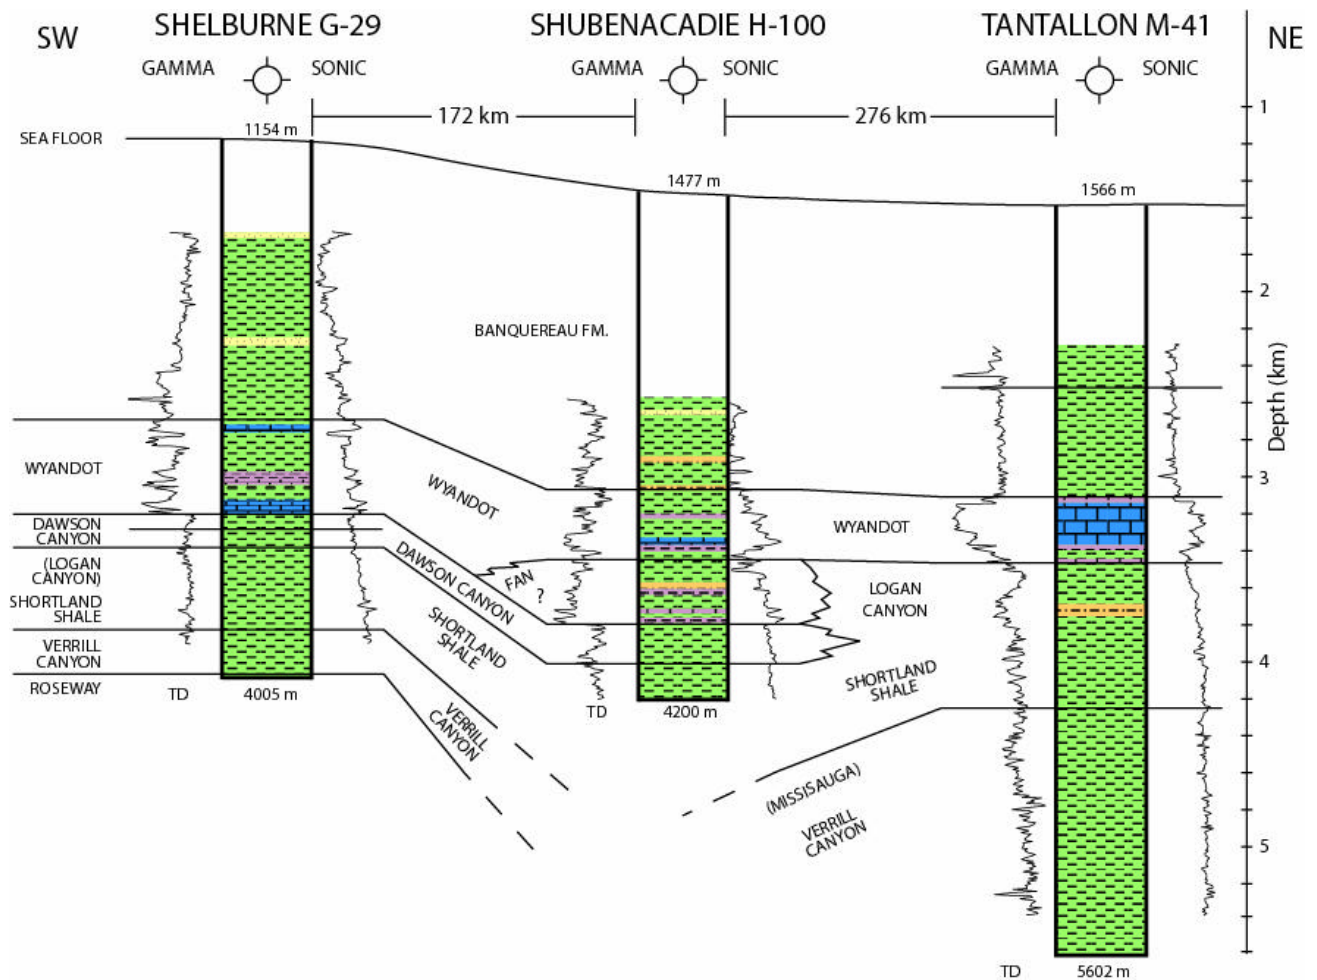 SW
SHELBURNE G-29
SHUBENACADIE H-100
TANTALLON M-41
NE
GAMMA
SONIC
GAMMA
SONIC
GAMMA
SONIC
172 km
276 km
1
SEA FLOOR
1154 m
1477 m
1566 m
2
BANQUEREAU FM.
Depth (km)
WYANDOT
WYANDOT
WYANDOT
3
DAWSON
CANYON
(LOGAN
CANYON)
SHORTLAND
SHALE
VERRILL
CANYON
ROSEWAY
DAWSON CANYON
FAN
?
LOGAN
CANYON
SHORTLAND
SHALE
SHORTLAND
SHALE
4
TD
4005 m
TD
4200 m
VERRILL
CANYON
(MISSISAUGA)
VERRILL
CANYON
5
TD
5602 m